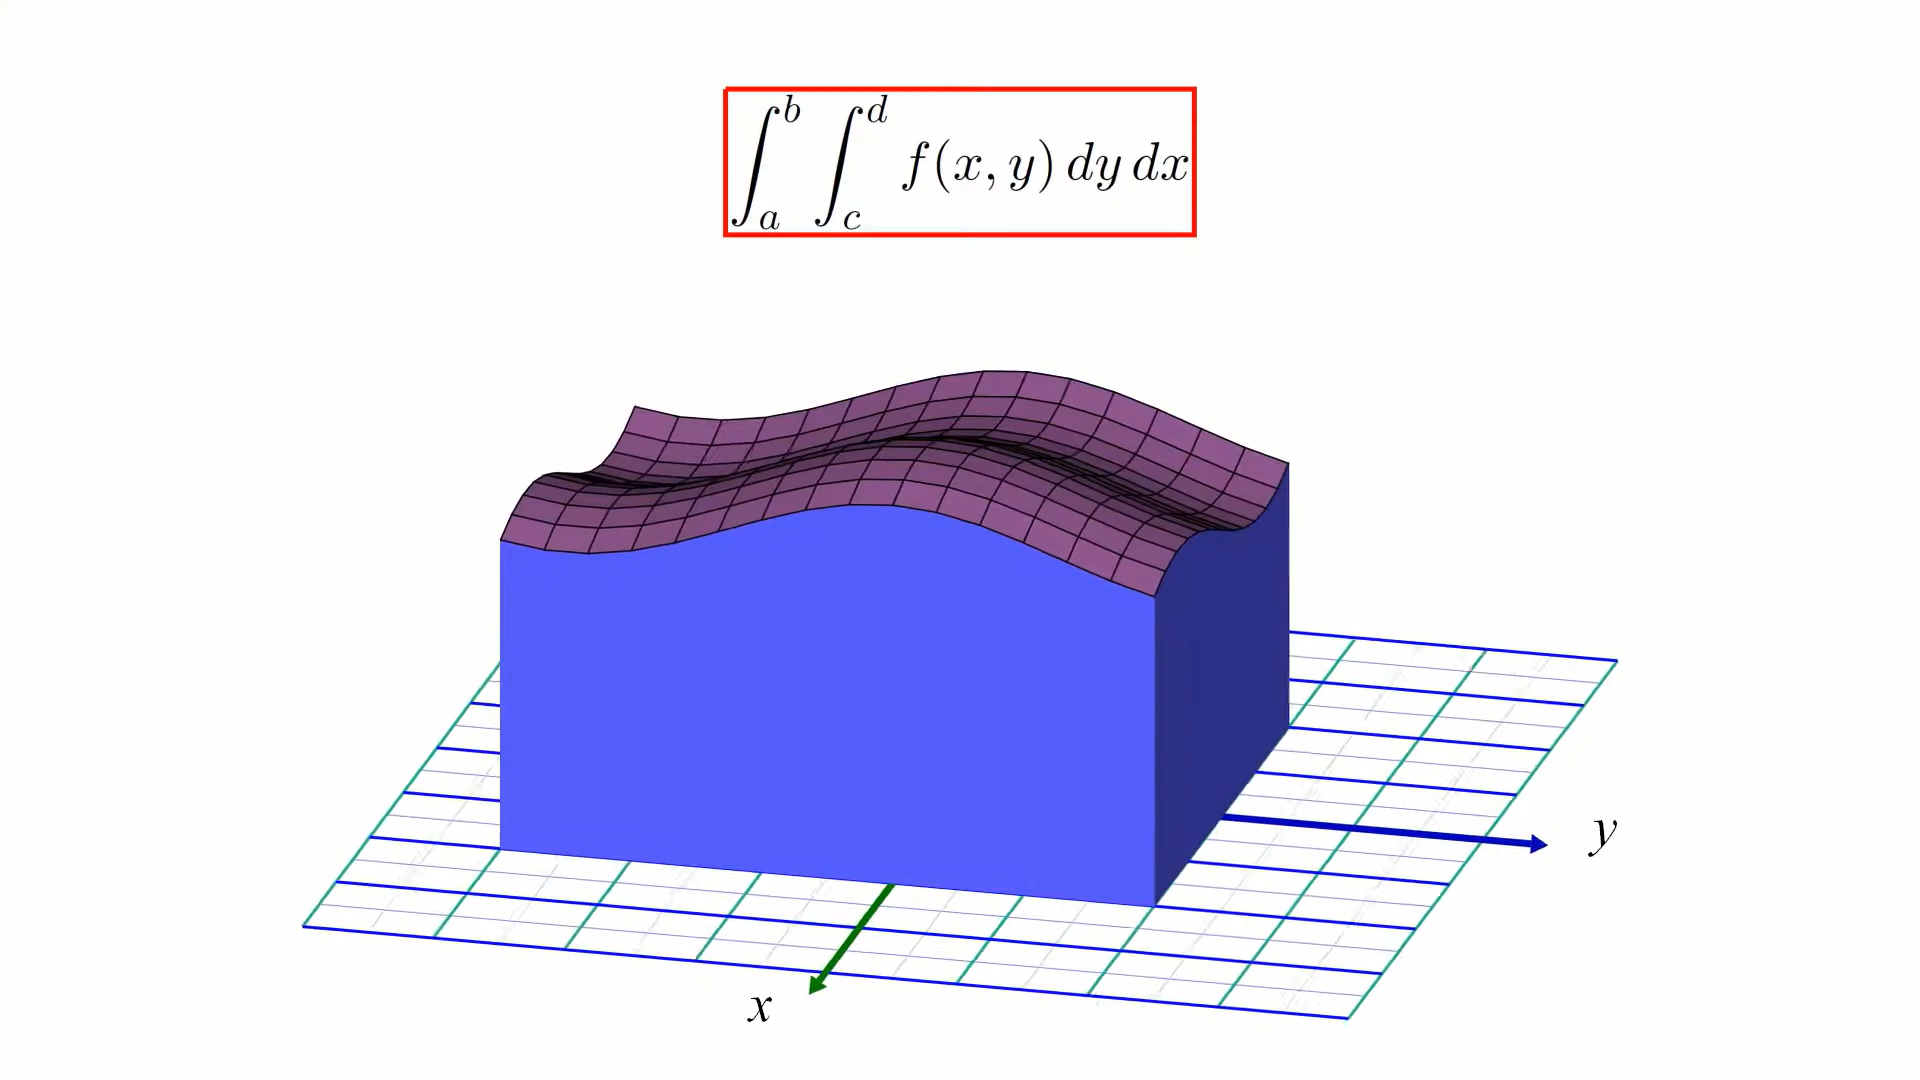 ∫_a^b ∫_c^d f(x, y) dy dx
y
x